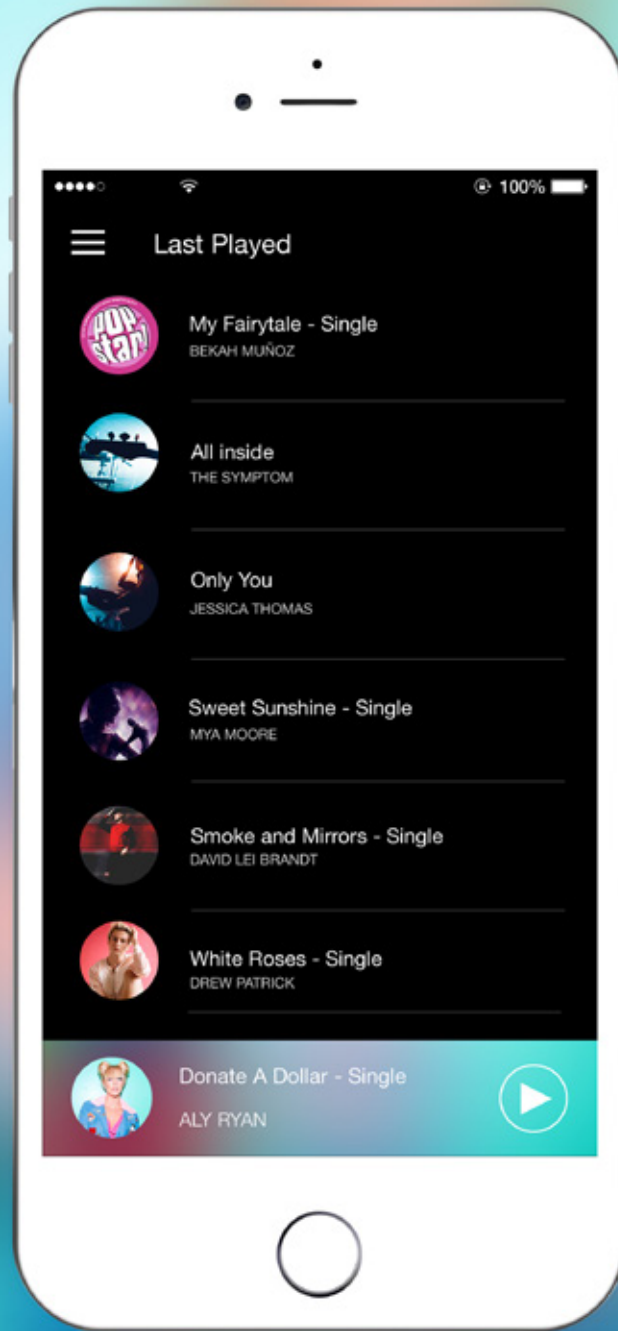 100%
Last Played
POP
star!
My Fairytale - Single
BEKAH MUÑOZ
All inside
THE SYMPTOM
Only You
JESSICA THOMAS
Sweet Sunshine - Single
MYA MOORE
Smoke and Mirrors - Single
DAVID LEI BRANDT
White Roses - Single
DREW PATRICK
Donate A Dollar - Single
ALY RYAN